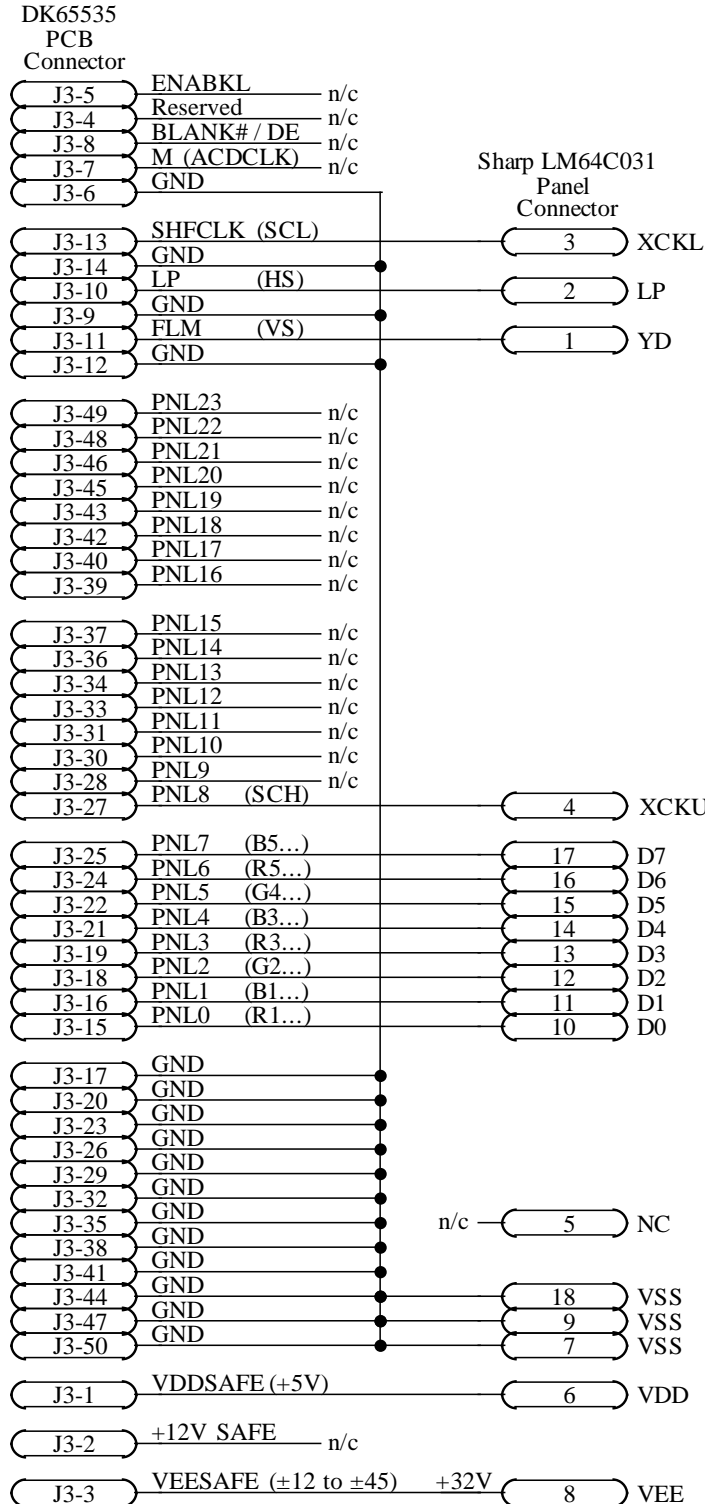 DK65535
PCB
Connector
J3-5 ENABKL n/c
J3-4 Reserved n/c
J3-8 BLANK# / DE n/c
J3-7 M (ACDCLK) n/c
J3-6 GND
Sharp LM64C031
Panel
Connector
J3-13 SHFCLK (SCL) 3 XCKL
J3-14 GND
J3-10 LP (HS) 2 LP
J3-9 GND
J3-11 FLM (VS) 1 YD
J3-12 GND
J3-49 PNL23 n/c
J3-48 PNL22 n/c
J3-46 PNL21 n/c
J3-45 PNL20 n/c
J3-43 PNL19 n/c
J3-42 PNL18 n/c
J3-40 PNL17 n/c
J3-39 PNL16 n/c
J3-37 PNL15 n/c
J3-36 PNL14 n/c
J3-34 PNL13 n/c
J3-33 PNL12 n/c
J3-31 PNL11 n/c
J3-30 PNL10 n/c
J3-28 PNL9 n/c
J3-27 PNL8 (SCH) 4 XCKU
J3-25 PNL7 (B5...) 17 D7
J3-24 PNL6 (R5...) 16 D6
J3-22 PNL5 (G4...) 15 D5
J3-21 PNL4 (B3...) 14 D4
J3-19 PNL3 (R3...) 13 D3
J3-18 PNL2 (G2...) 12 D2
J3-16 PNL1 (B1...) 11 D1
J3-15 PNL0 (R1...) 10 D0
J3-17 GND
J3-20 GND
J3-23 GND
J3-26 GND
J3-29 GND
J3-32 GND
J3-35 GND n/c 5 NC
J3-38 GND
J3-41 GND
J3-44 GND 18 VSS
J3-47 GND 9 VSS
J3-50 GND 7 VSS
J3-1 VDDSAFE (+5V) 6 VDD
J3-2 +12V SAFE n/c
J3-3 VEESAFE (±12 to ±45) +32V 8 VEE